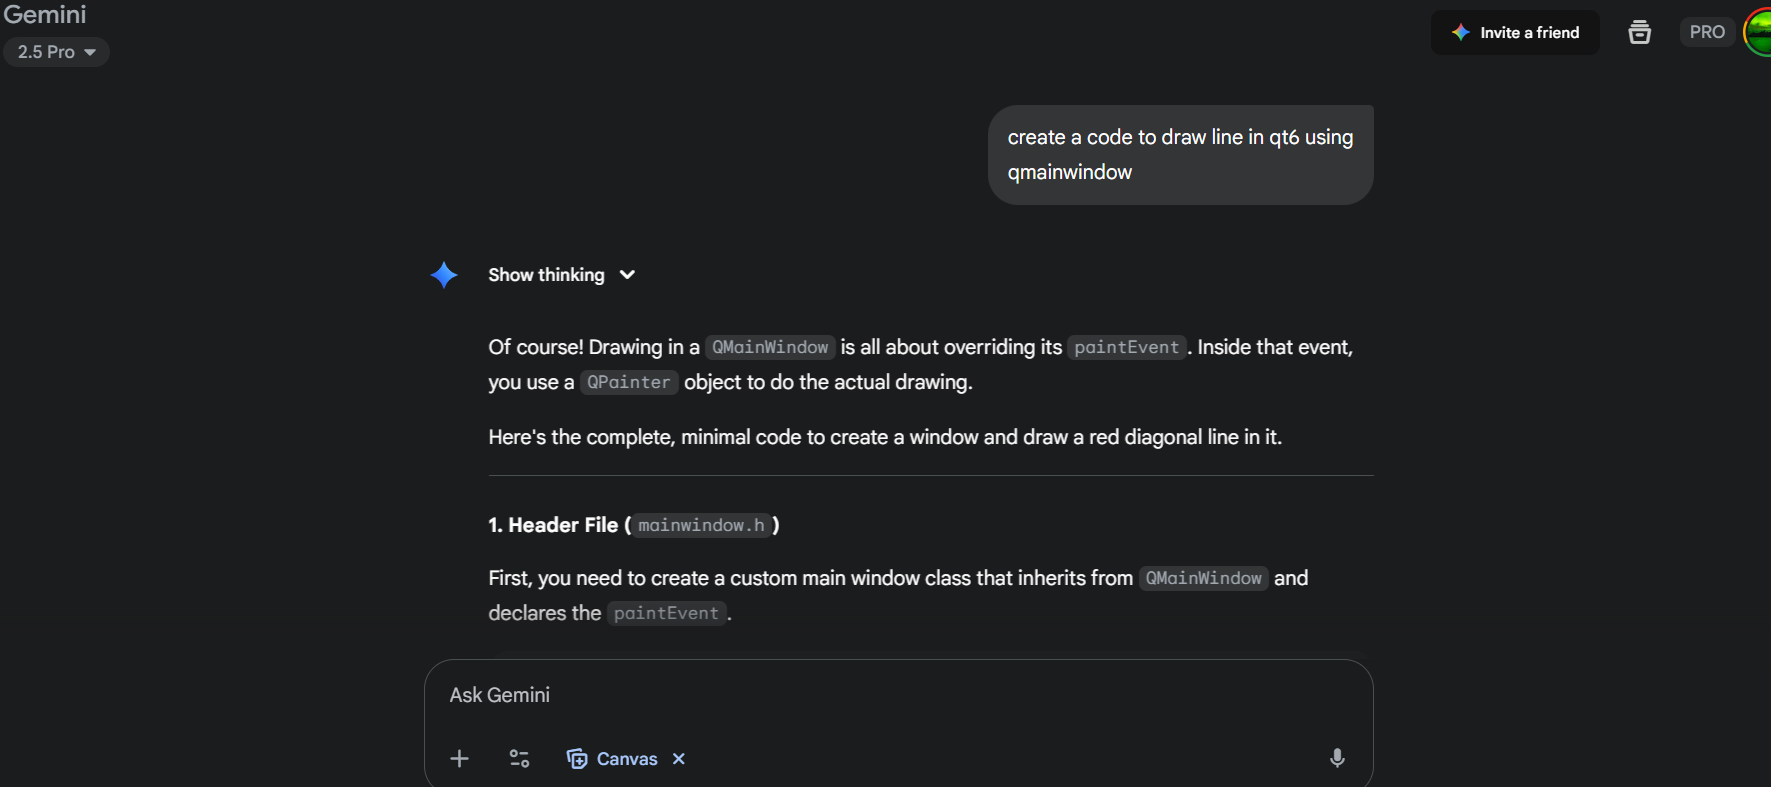 Gemini
2.5 Pro
Invite a friend
PRO
create a code to draw line in qt6 using
qmainwindow
Show thinking
Of course! Drawing in a QMainWindow is all about overriding its paintEvent. Inside that event,
you use a QPainter object to do the actual drawing.
Here's the complete, minimal code to create a window and draw a red diagonal line in it.
1. Header File (mainwindow.h)
First, you need to create a custom main window class that inherits from QMainWindow and
declares the paintEvent.
Ask Gemini
Canvas